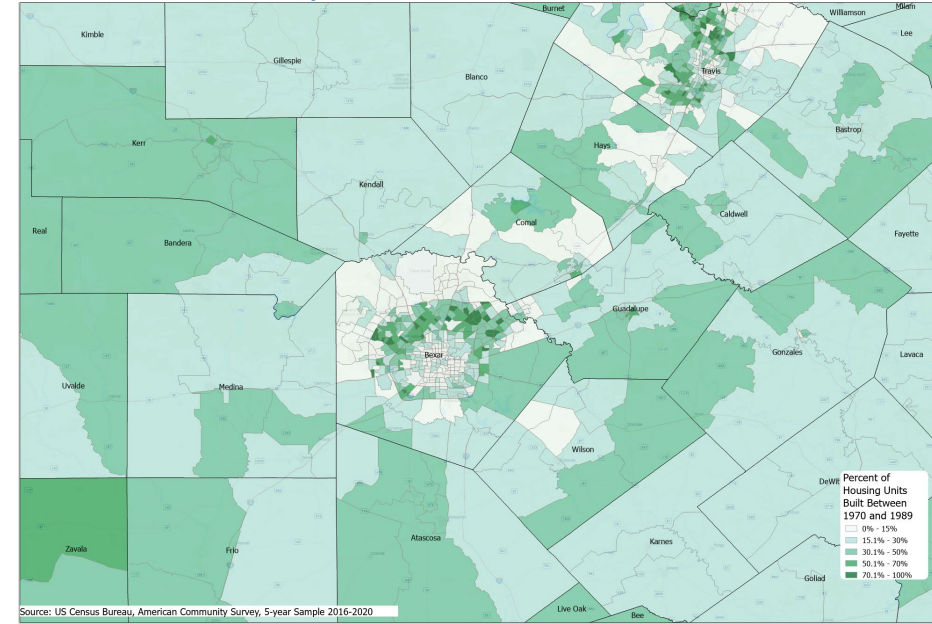 Burnet
Williamson
Milam
Kimble
Lee
Gillespie
Travis
Blanco
Bastrop
Kerr
Hays
Kendall
Caldwell
Comal
Real
Fayette
Bandera
Guadalupe
Gonzales
Bexar
Lavaca
Uvalde
Medina
Wilson
DeWit
Percent of
Housing Units
Built Between
1970 and 1989
0% - 15%
15.1% - 30%
30.1% - 50%
50.1% - 70%
70.1% - 100%
Zavala
Frio
Atascosa
Karnes
Goliad
Live Oak
Bee
Source: US Census Bureau, American Community Survey, 5-year Sample 2016-2020